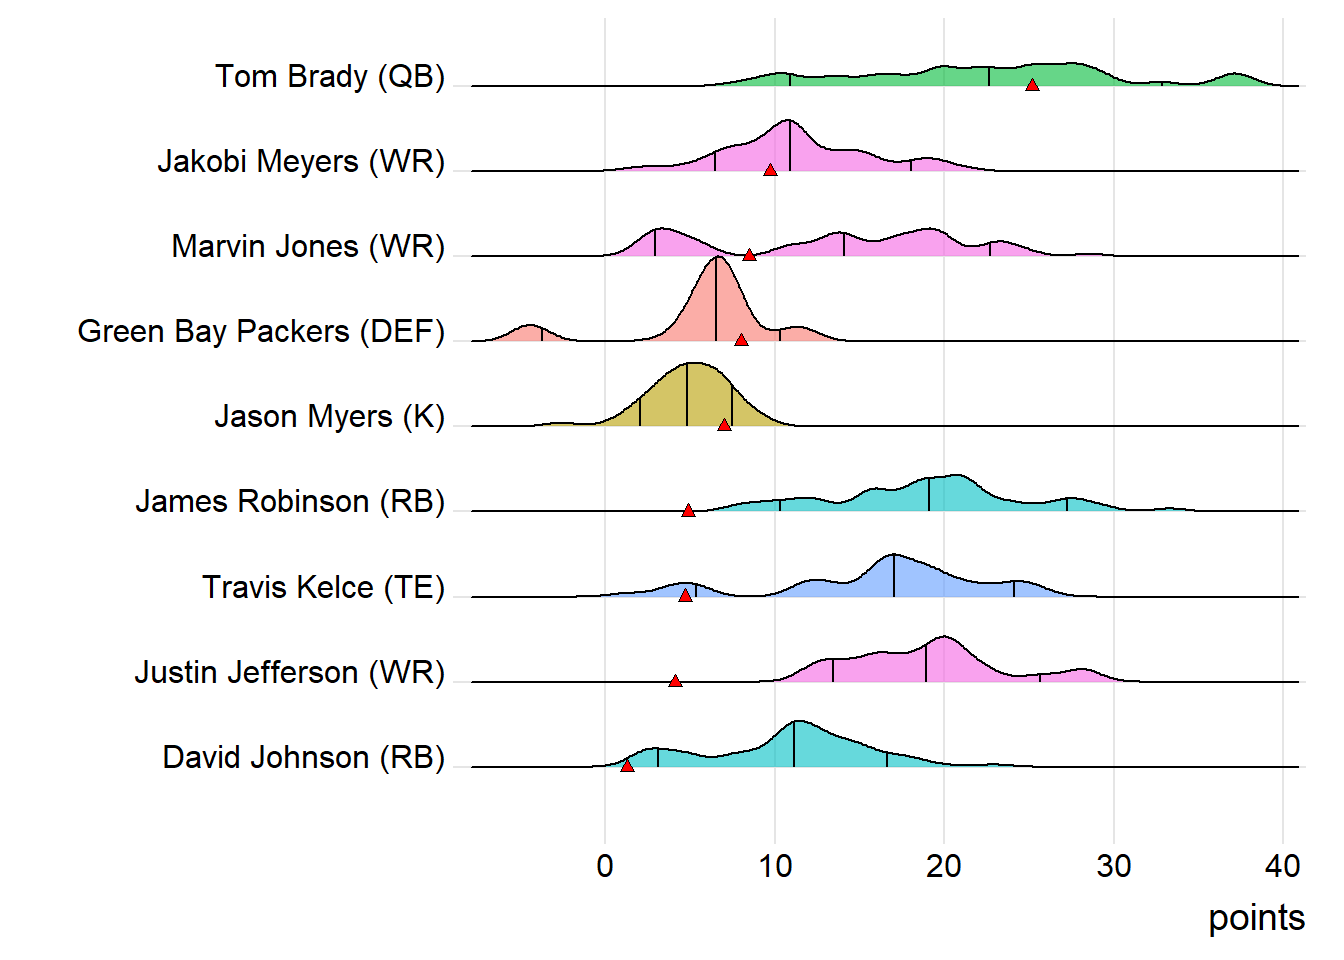 Tom Brady (QB)
Jakobi Meyers (WR)
Marvin Jones (WR)
Green Bay Packers (DEF)
Jason Myers (K)
James Robinson (RB)
Travis Kelce (TE)
Justin Jefferson (WR)
David Johnson (RB)
0 10 20 30 40
points